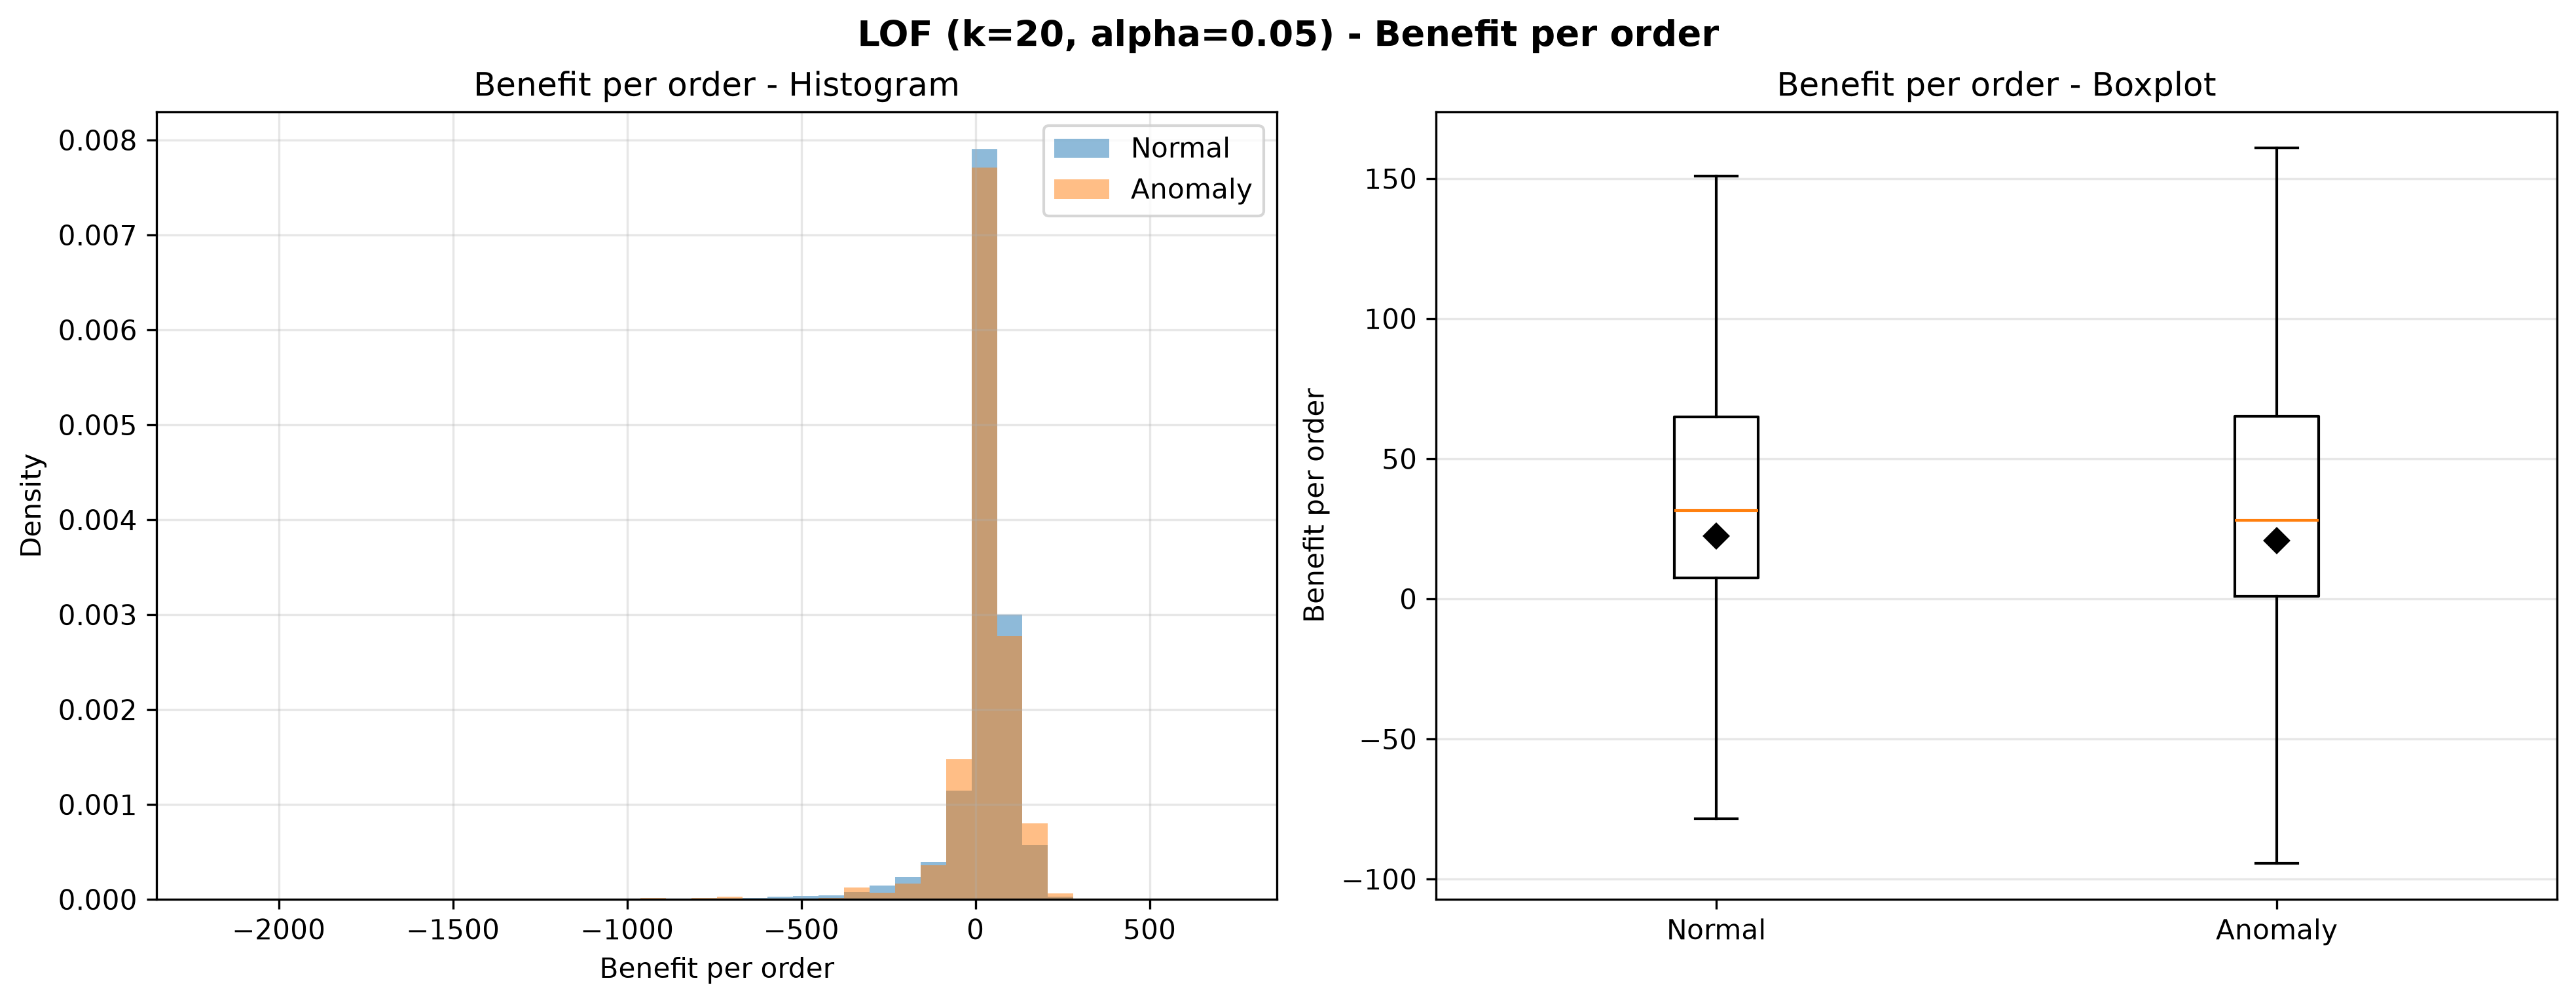 LOF (k=20, alpha=0.05) - Benefit per order
Benefit per order - Histogram
0.008
0.007
0.006
0.005
0.004
0.003
0.002
0.001
0.000
Density
Normal
Anomaly
−2000 −1500 −1000 −500 0 500
Benefit per order
Benefit per order - Boxplot
150
100
50
0
−50
−100
Benefit per order
Normal Anomaly